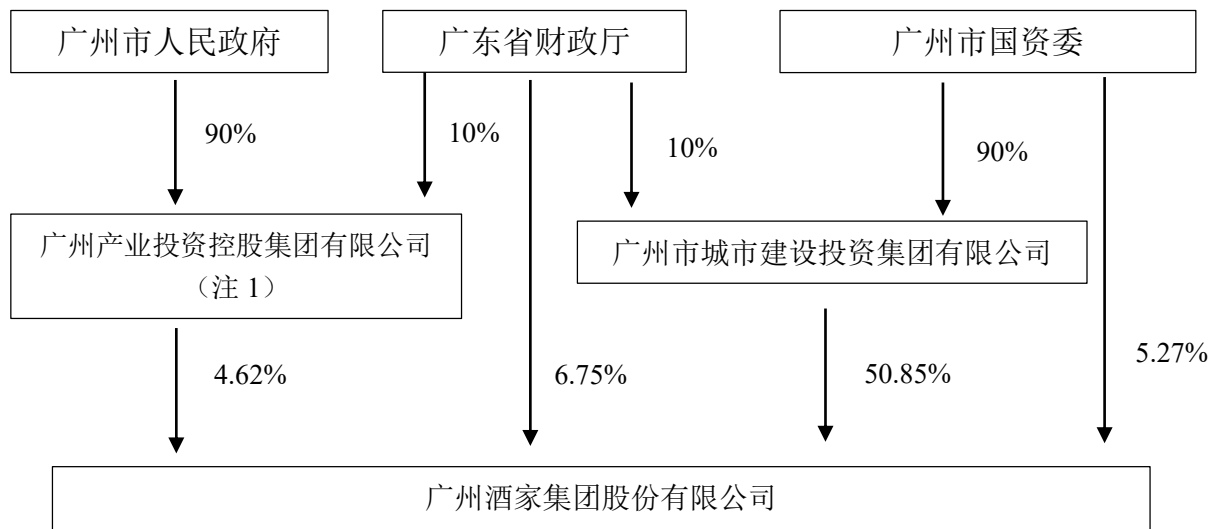 广州市人民政府
广东省财政厅
广州市国资委
90%
10%
10%
90%
广州产业投资控股集团有限公司
（注 1）
广州市城市建设投资集团有限公司
4.62%
6.75%
50.85%
5.27%
广州酒家集团股份有限公司